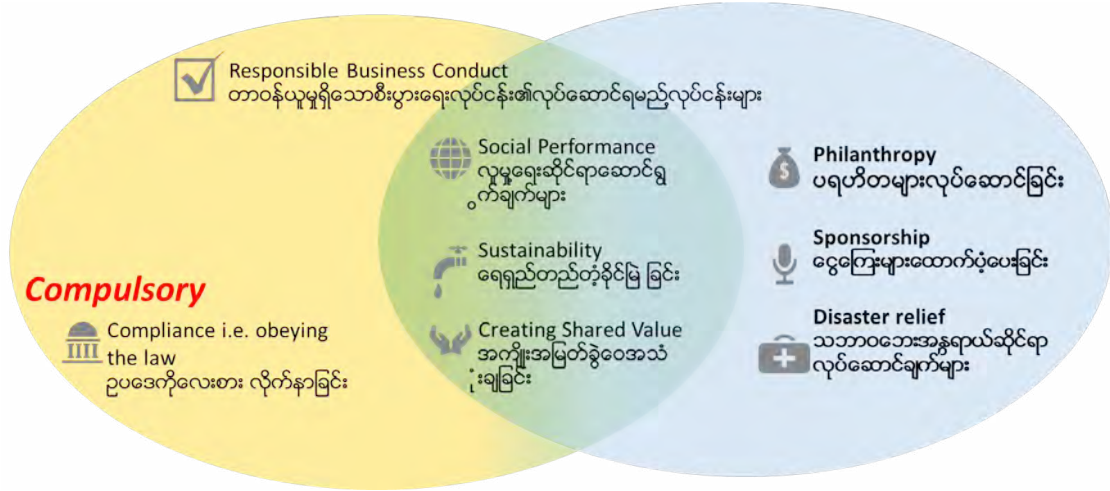 Responsible Business Conduct
တာဝန်ယူမှုရှိသောစီးပွားရေးလုပ်ငန်း၏လုပ်ဆောင်ရမည့်လုပ်ငန်းများ
Social Performance
လူမှုရေးဆိုင်ရာဆောင်ရွ
ွက်ချက်များ
Sustainability
ရေရှည်တည်တံ့ခိုင်မြဲ ခြင်း
Creating Shared Value
အကျိုးအမြတ်ခွဲဝေအသံ
ုံးချခြင်း
Compulsory
Compliance i.e. obeying
the law
ဥပဒေကိုလေးစား လိုက်နာခြင်း
Philanthropy
ပရဟိတများလုပ်ဆောင်ခြင်း
Sponsorship
ငွေကြေးများထောက်ပံ့ပေးခြင်း
Disaster relief
သဘာဝဘေးအန္တရာယ်ဆိုင်ရာ
လုပ်ဆောင်ချက်များ